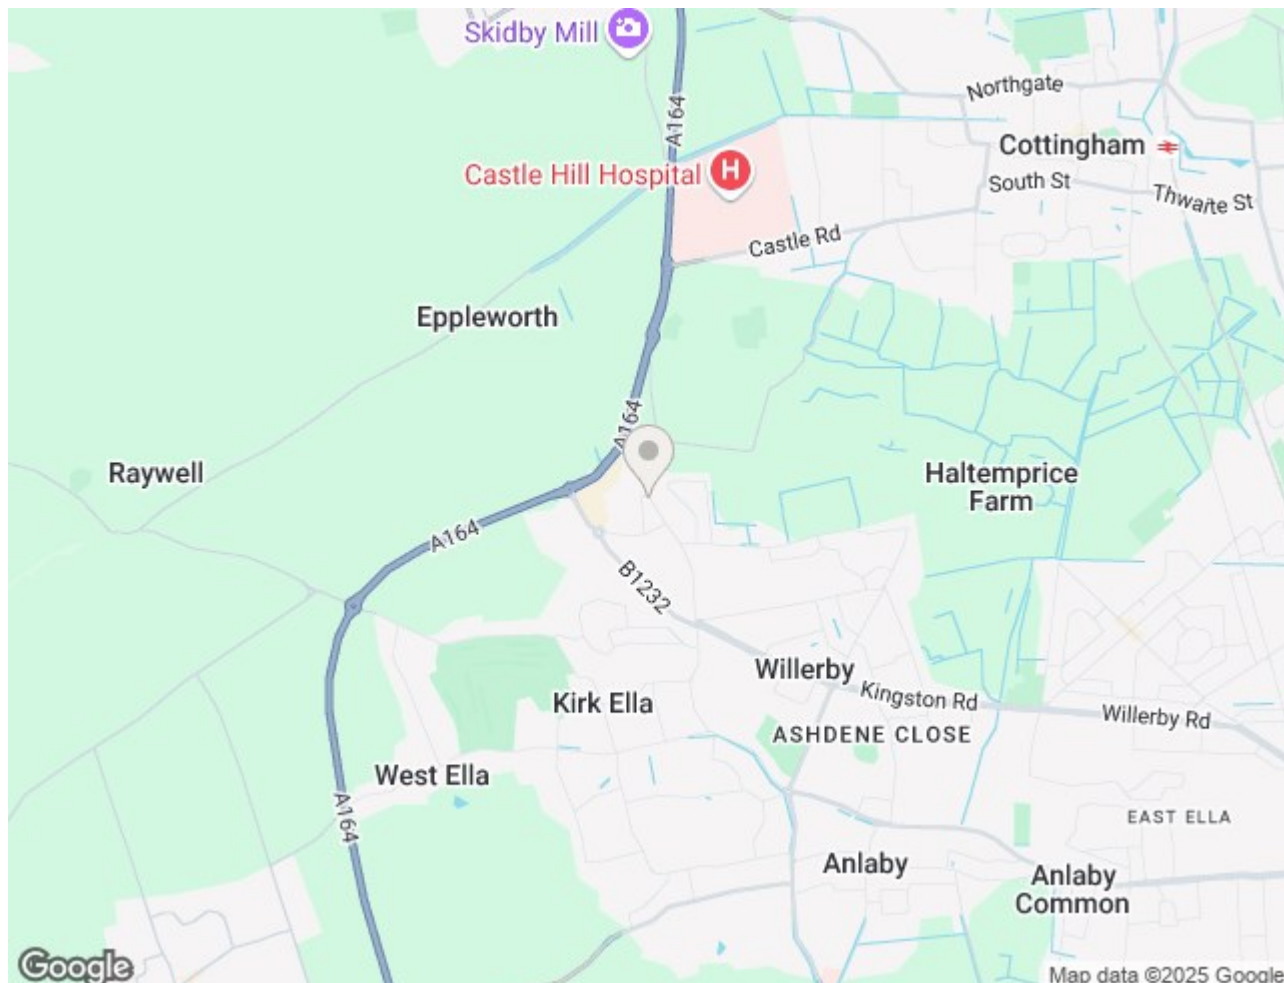 Skidby Mill
A164
Northgate
Cottingham
Castle Hill Hospital
H
South St
Thwaite St
Castle Rd
Eppleworth
A164
Raywell
Haltemprice
Farm
A164
B1232
Willerby
Kingston Rd
Kirk Ella
Willerby Rd
ASHDENE CLOSE
West Ella
A164
EAST ELLA
Anlaby
Anlaby
Common
Google
Map data ©2025 Google